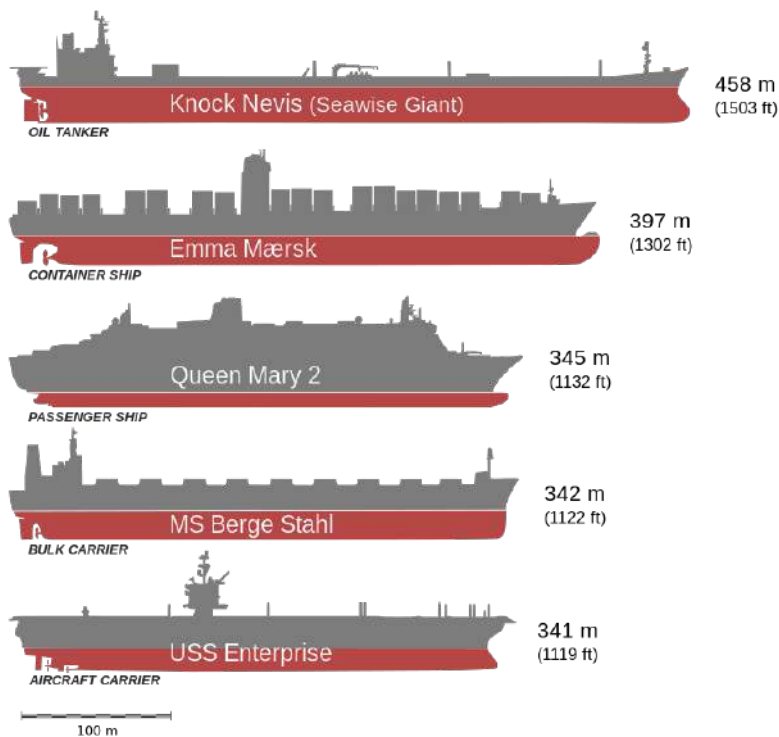 Knock Nevis (Seawise Giant)
458 m
(1503 ft)
OIL TANKER
Emma Mærsk
397 m
(1302 ft)
CONTAINER SHIP
Queen Mary 2
345 m
(1132 ft)
PASSENGER SHIP
MS Berge Stahl
342 m
(1122 ft)
BULK CARRIER
USS Enterprise
341 m
(1119 ft)
AIRCRAFT CARRIER
100 m